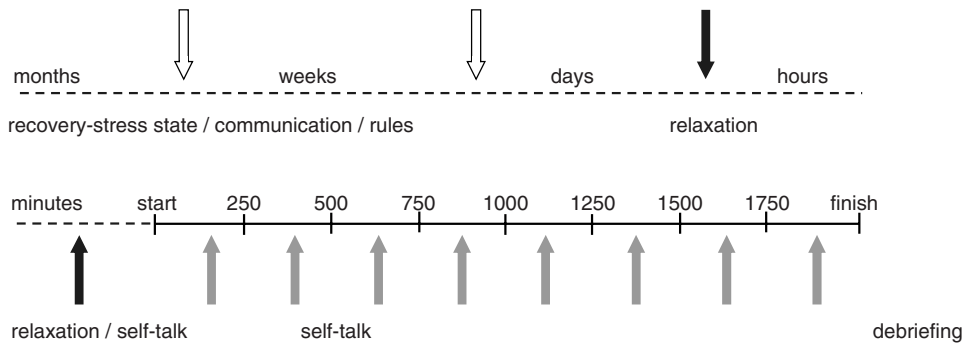 months weeks days hours
recovery-stress state / communication / rules relaxation
minutes start 250 500 750 1000 1250 1500 1750 finish
relaxation / self-talk self-talk debriefing